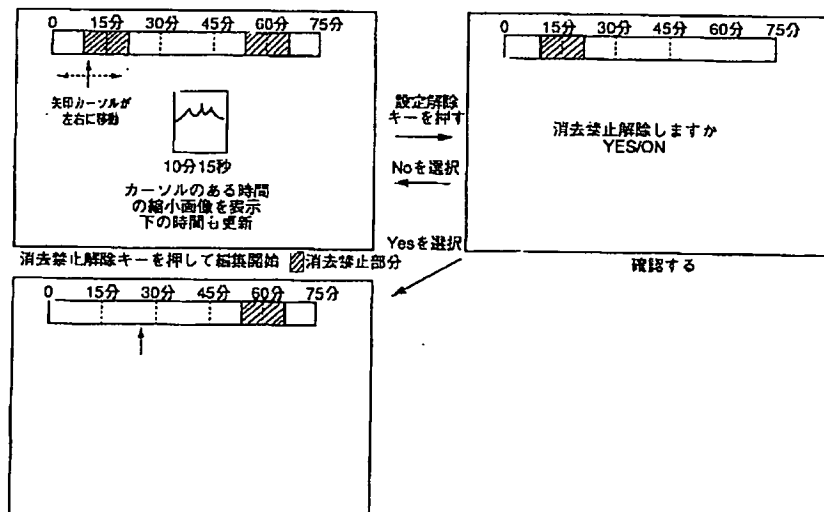 0 15分 30分 45分 60分 75分
矢印カーソルが
左右に移動
10分15秒
カーソルのある時間
の縮小画像を表示
下の時間も更新
消去禁止解除キーを押して編集開始 消去禁止部分
設定解除
キーを押す
Noを選択
Yesを選択
0 15分 30分 45分 60分 75分
消去禁止解除しますか
YES/ON
確認する
0 15分 30分 45分 60分 75分